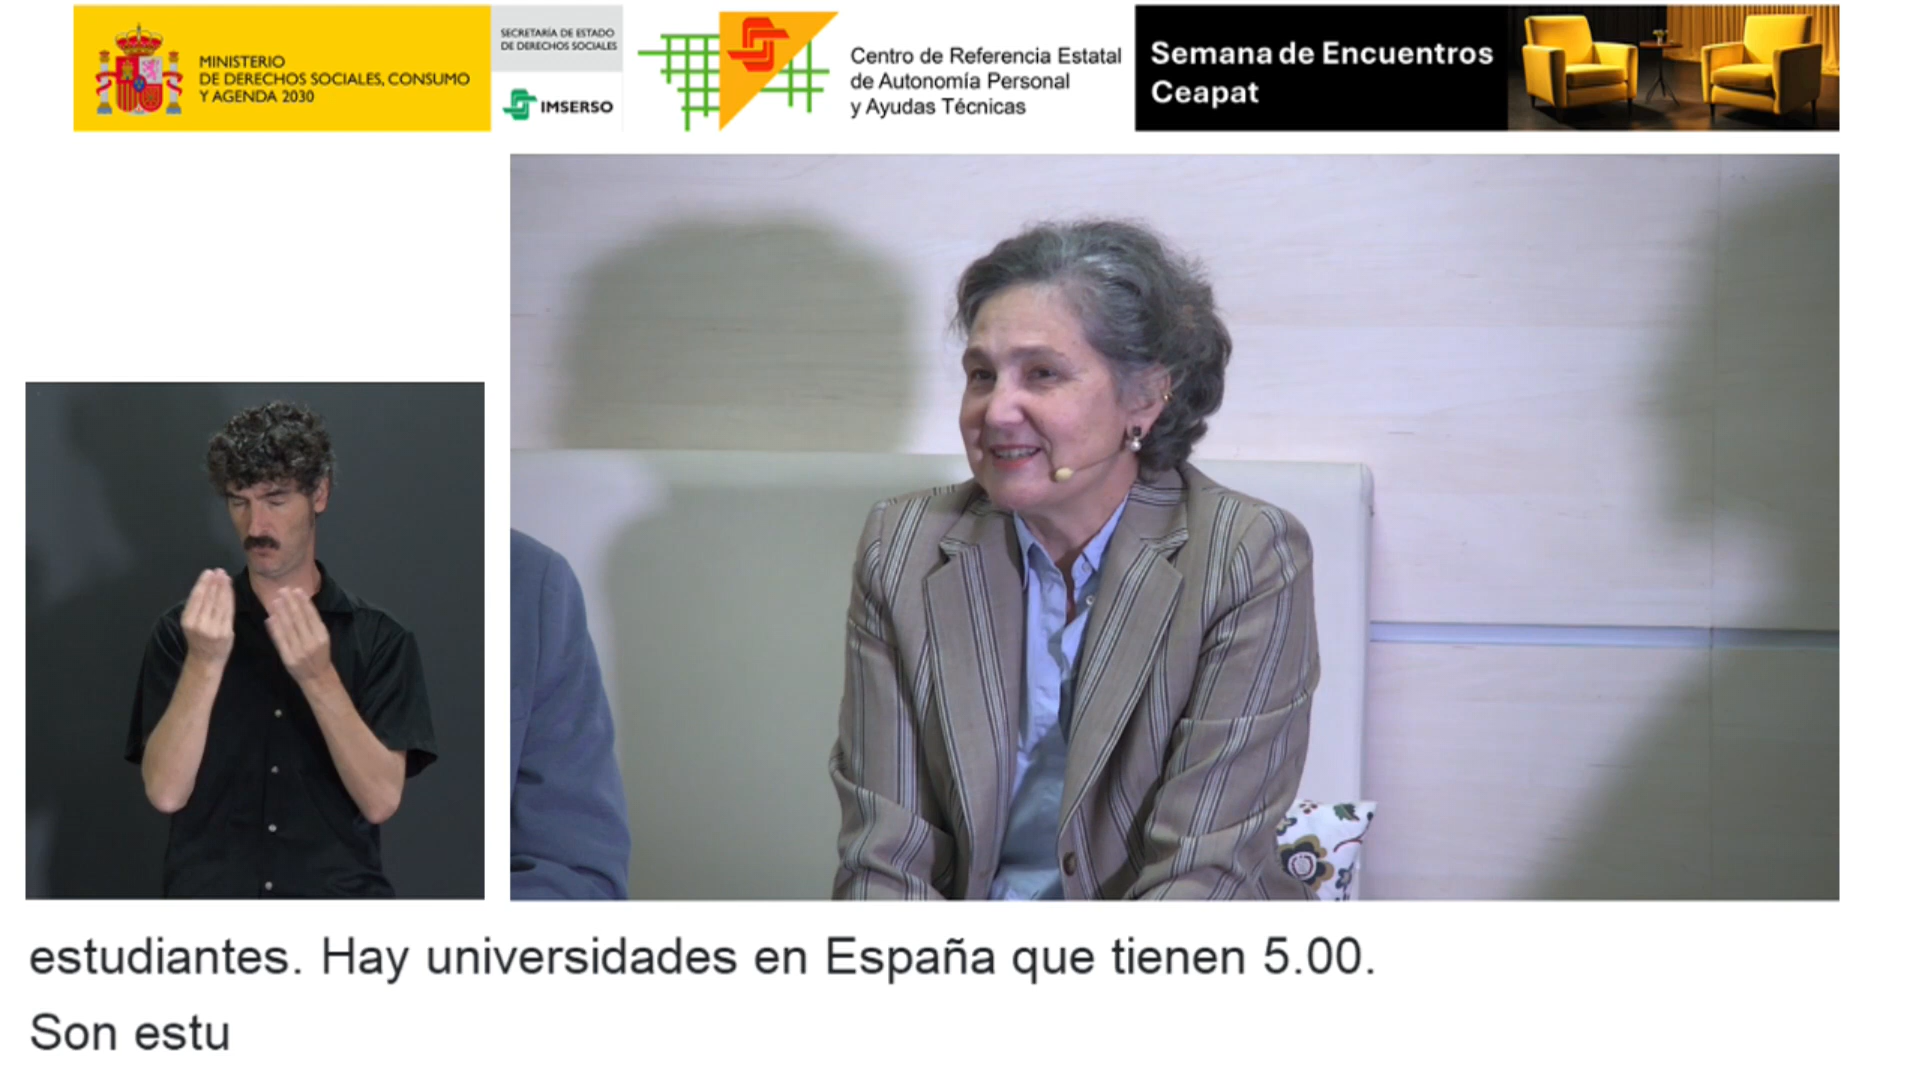 MINISTERIO
DE DERECHOS SOCIALES, CONSUMO
Y AGENDA 2030
SECRETARÍA DE ESTADO
DE DERECHOS SOCIALES
IMSERSO
Centro de Referencia Estatal
de Autonomía Personal
y Ayudas Técnicas
Semana de Encuentros
Ceapat
estudiantes. Hay universidades en España que tienen 5.00.
Son estu